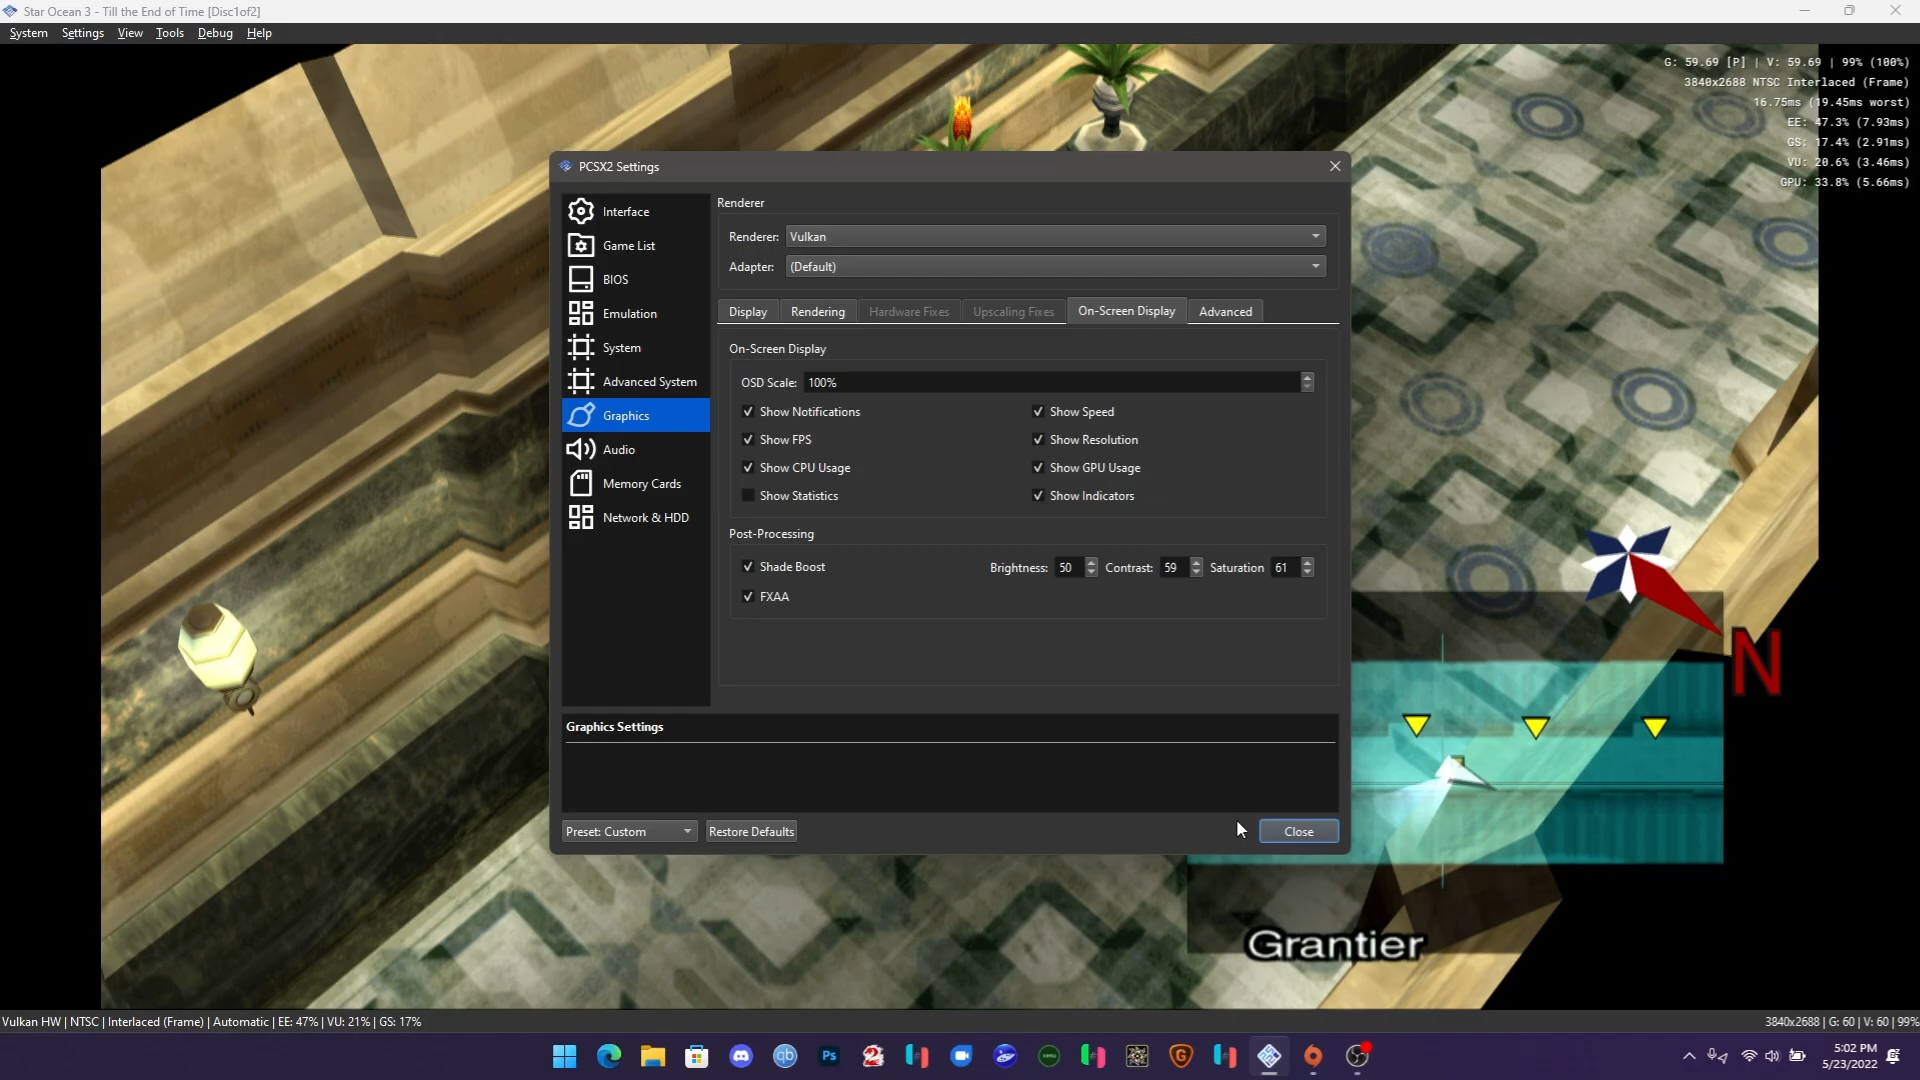 Star Ocean 3 - Till the End of Time [Disc1of2]
System Settings View Tools Debug Help
G: 59.69 [P] | V: 59.69 | 99% (100%)
3840x2688 NTSC Interlaced (Frame)
16.75ms (19.45ms worst)
EE: 47.3% (7.93ms)
GS: 17.4% (2.91ms)
VU: 20.6% (3.46ms)
GPU: 33.8% (5.66ms)
PCSX2 Settings
Interface
Game List
BIOS
Emulation
System
Advanced System
Graphics
Audio
Memory Cards
Network & HDD
Renderer
Renderer: Vulkan
Adapter: (Default)
Display Rendering Hardware Fixes Upscaling Fixes On-Screen Display Advanced
On-Screen Display
OSD Scale: 100%
Show Notifications Show Speed
Show FPS Show Resolution
Show CPU Usage Show GPU Usage
Show Statistics Show Indicators
Post-Processing
Shade Boost Brightness: 50 Contrast: 59 Saturation 61
FXAA
Graphics Settings
Preset: Custom Restore Defaults Close
N
Grantier
Vulkan HW | NTSC | Interlaced (Frame) | Automatic | EE: 47% | VU: 21% | GS: 17%
3840x2688 | G: 60 | V: 60 | 99%
qb Ps 2 G
5:02 PM
5/23/2022